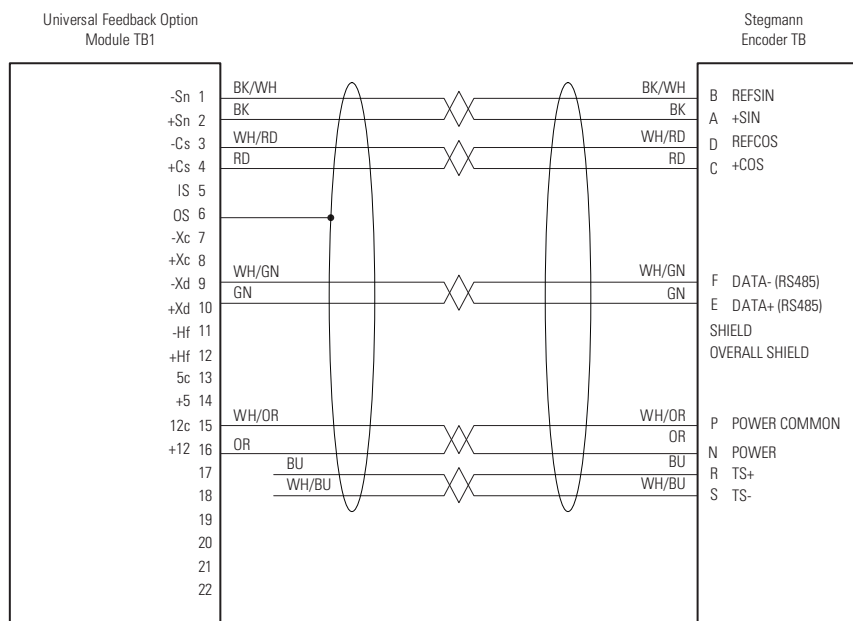 Universal Feedback Option
Module TB1
Stegmann
Encoder TB
-Sn 1 BK/WH BK/WH B REFSIN
+Sn 2 BK BK A +SIN
-Cs 3 WH/RD WH/RD D REFCOS
+Cs 4 RD RD C +COS
IS 5
OS 6
-Xc 7
+Xc 8
-Xd 9 WH/GN WH/GN F DATA- (RS485)
+Xd 10 GN GN E DATA+ (RS485)
-Hf 11 SHIELD
+Hf 12 OVERALL SHIELD
5c 13
+5 14
12c 15 WH/OR WH/OR P POWER COMMON
+12 16 OR OR N POWER
17 BU BU R TS+
18 WH/BU WH/BU S TS-
19
20
21
22